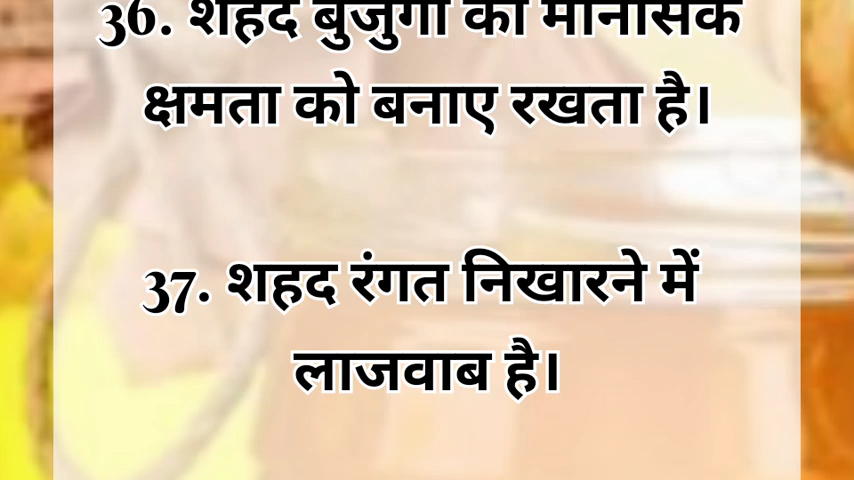 36. शहद बुजुर्गों की मानसिक
क्षमता को बनाए रखता है।
37. शहद रंगत निखारने में
लाजवाब है।